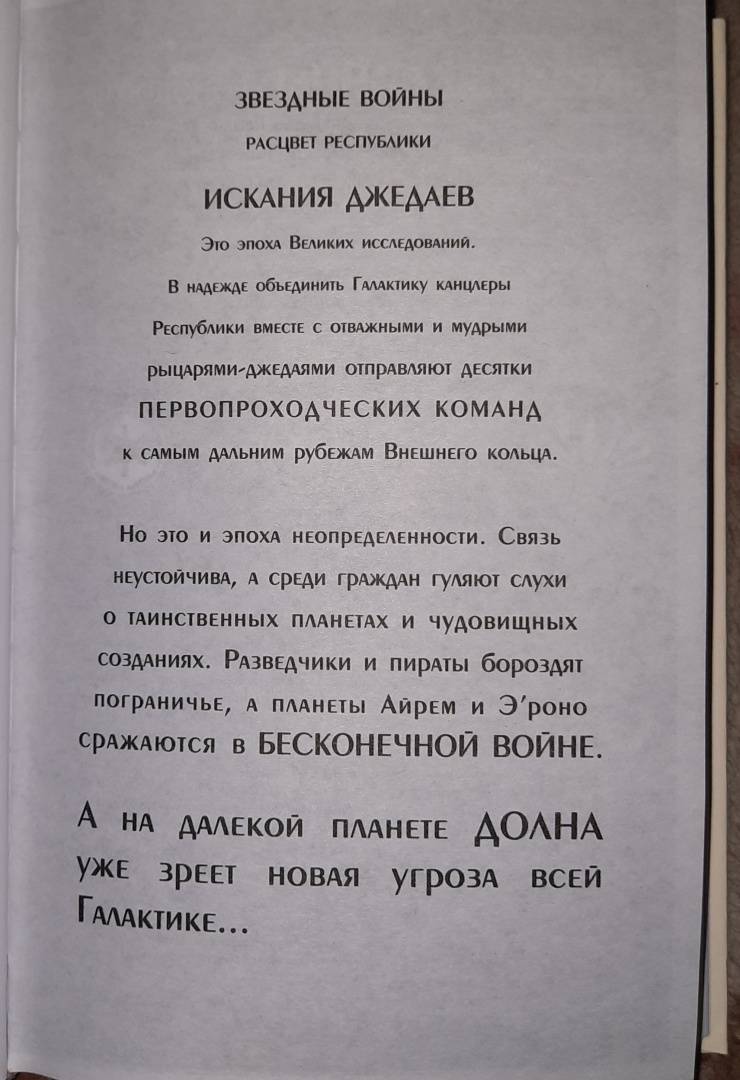 ЗВЕЗДНЫЕ ВОЙНЫ
РАСЦВЕТ РЕСПУБЛИКИ
ИСКАНИЯ ДЖЕДАЕВ
Это эпоха Великих исследований.
В надежде объединить Галактику канцлеры
Республики вместе с отважными и мудрыми
рыцарями-джедаями отправляют десятки
ПЕРВОПРОХОДЧЕСКИХ КОМАНД
к самым дальним рубежам Внешнего кольца.
Но это и эпоха неопределенности. Связь
неустойчива, а среди граждан гуляют слухи
о таинственных планетах и чудовищных
созданиях. Разведчики и пираты бороздят
пограничье, а планеты Айрем и Э’роно
сражаются в БЕСКОНЕЧНОЙ ВОЙНЕ.
А на далекой планете ДОЛНА
уже зреет новая угроза всей
Галактике...